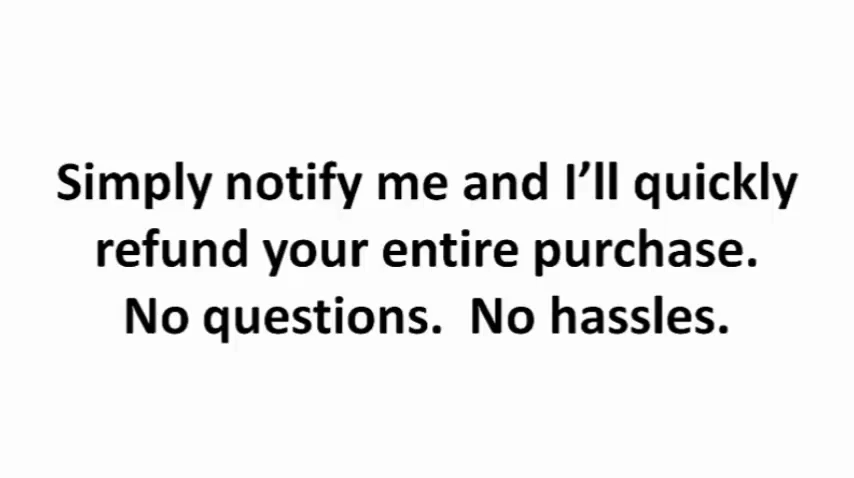 Simply notify me and I’ll quickly
refund your entire purchase.
No questions.  No hassles.